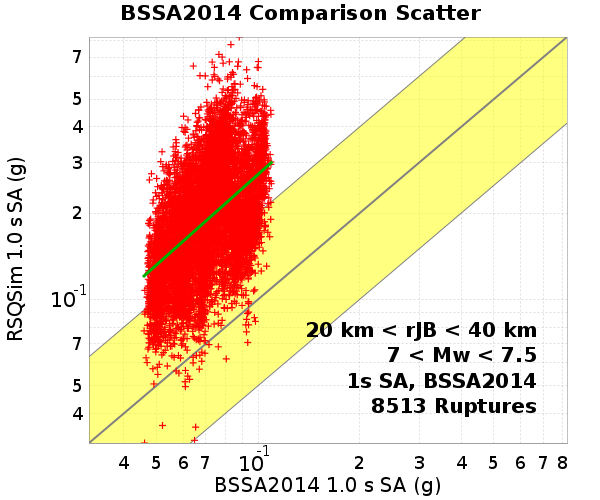 BSSA2014 Comparison Scatter
RSQSim 1.0 s SA (g)
7
5
4
3
2
10-1
7
5
4
20 km < rJB < 40 km
7 < Mw < 7.5
1s SA, BSSA2014
8513 Ruptures
4 5 6 7 10-1 2 3 4 5 6 7 8
BSSA2014 1.0 s SA (g)